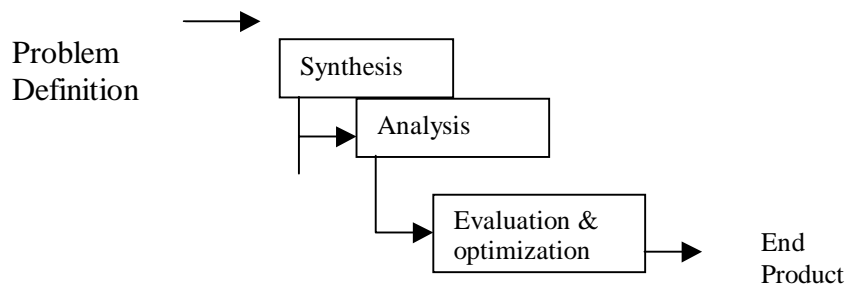 Problem
Definition
Synthesis
Analysis
Evaluation &
optimization
End
Product